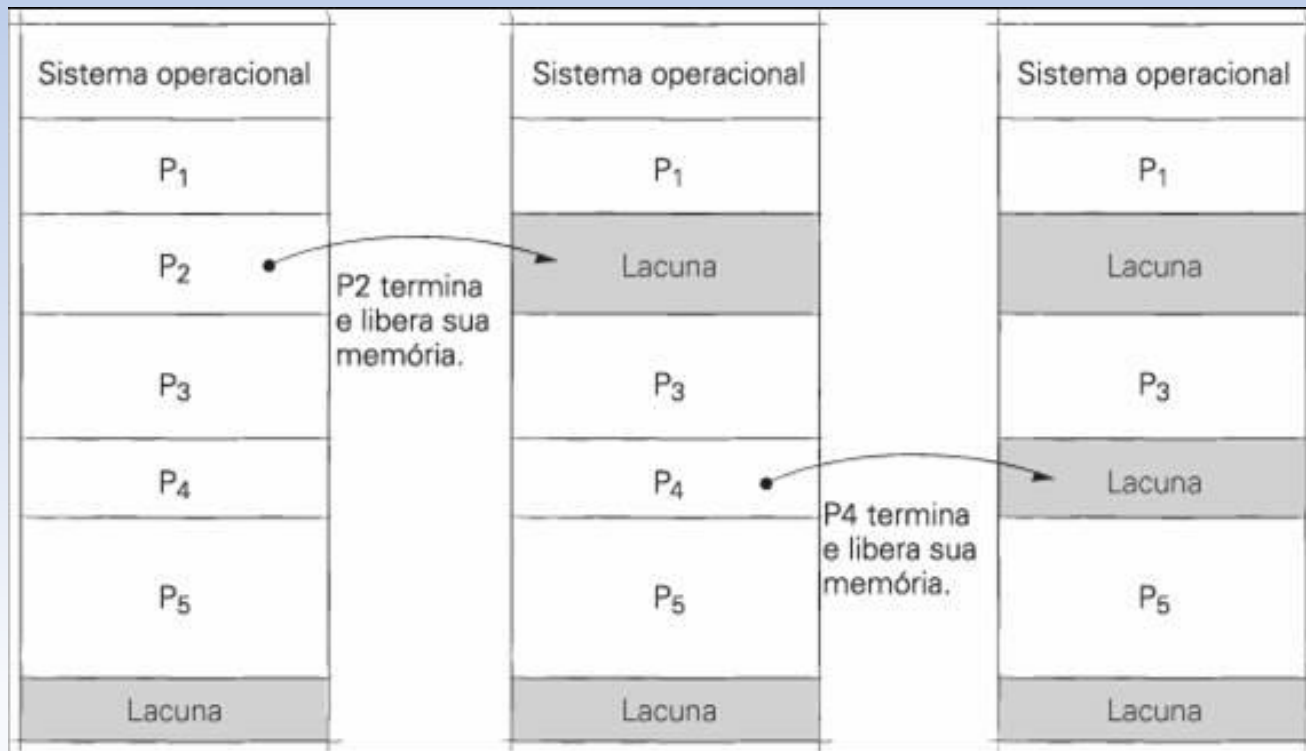 Sistema operacional
P₁
P₂
P₃
P₄
P₅
Lacuna
P2 termina
e libera sua
memória.
Sistema operacional
P₁
Lacuna
P₃
P₄
P₅
Lacuna
P4 termina
e libera sua
memória.
Sistema operacional
P₁
Lacuna
P₃
Lacuna
P₅
Lacuna